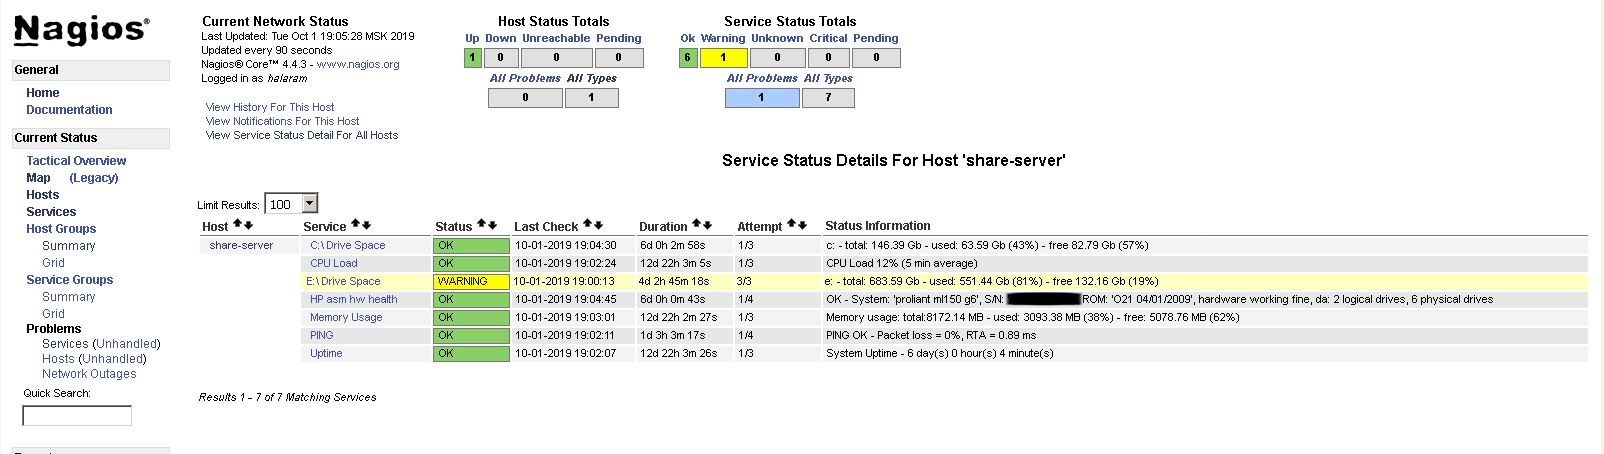 Nagios®
General
Home
Documentation
Current Status
Tactical Overview
Map (Legacy)
Hosts
Services
Host Groups
Summary
Grid
Service Groups
Summary
Grid
Problems
Services (Unhandled)
Hosts (Unhandled)
Network Outages
Quick Search:
Current Network Status
Last Updated: Tue Oct 1 19:05:28 MSK 2019
Updated every 90 seconds
Nagios® Core™ 4.4.3 - www.nagios.org
Logged in as halaram
View History For This Host
View Notifications For This Host
View Service Status Detail For All Hosts
Host Status Totals
Up Down Unreachable Pending
1 0 0 0
All Problems All Types
0 1
Service Status Totals
Ok Warning Unknown Critical Pending
6 1 0 0 0
All Problems All Types
1 7
Service Status Details For Host 'share-server'
Limit Results: 100
Host Service Status Last Check Duration Attempt Status Information
share-server C:\ Drive Space OK 10-01-2019 19:04:30 6d 0h 2m 58s 1/3 c: - total: 146.39 Gb - used: 63.59 Gb (43%) - free 82.79 Gb (57%)
CPU Load OK 10-01-2019 19:02:24 12d 22h 3m 5s 1/3 CPU Load 12% (5 min average)
E:\ Drive Space WARNING 10-01-2019 19:00:13 4d 2h 45m 18s 3/3 e: - total: 683.59 Gb - used: 551.44 Gb (81%) - free 132.16 Gb (19%)
HP asm hw health OK 10-01-2019 19:04:45 6d 0h 0m 43s 1/4 OK - System: 'proliant ml150 g6', S/N: ROM: 'O21 04/01/2009', hardware working fine, da: 2 logical drives, 6 physical drives
Memory Usage OK 10-01-2019 19:03:01 12d 22h 2m 27s 1/3 Memory usage: total:8172.14 MB - used: 3093.38 MB (38%) - free: 5078.76 MB (62%)
PING OK 10-01-2019 19:02:11 1d 3h 3m 17s 1/4 PING OK - Packet loss = 0%, RTA = 0.89 ms
Uptime OK 10-01-2019 19:02:07 12d 22h 3m 26s 1/3 System Uptime - 6 day(s) 0 hour(s) 4 minute(s)
Results 1 - 7 of 7 Matching Services